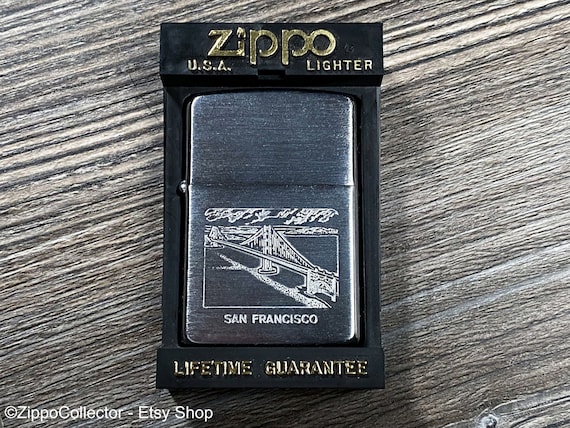 Zippo
U.S.A. LIGHTER
SAN FRANCISCO
LIFETIME GUARANTEE
©ZippoCollector - Etsy Shop